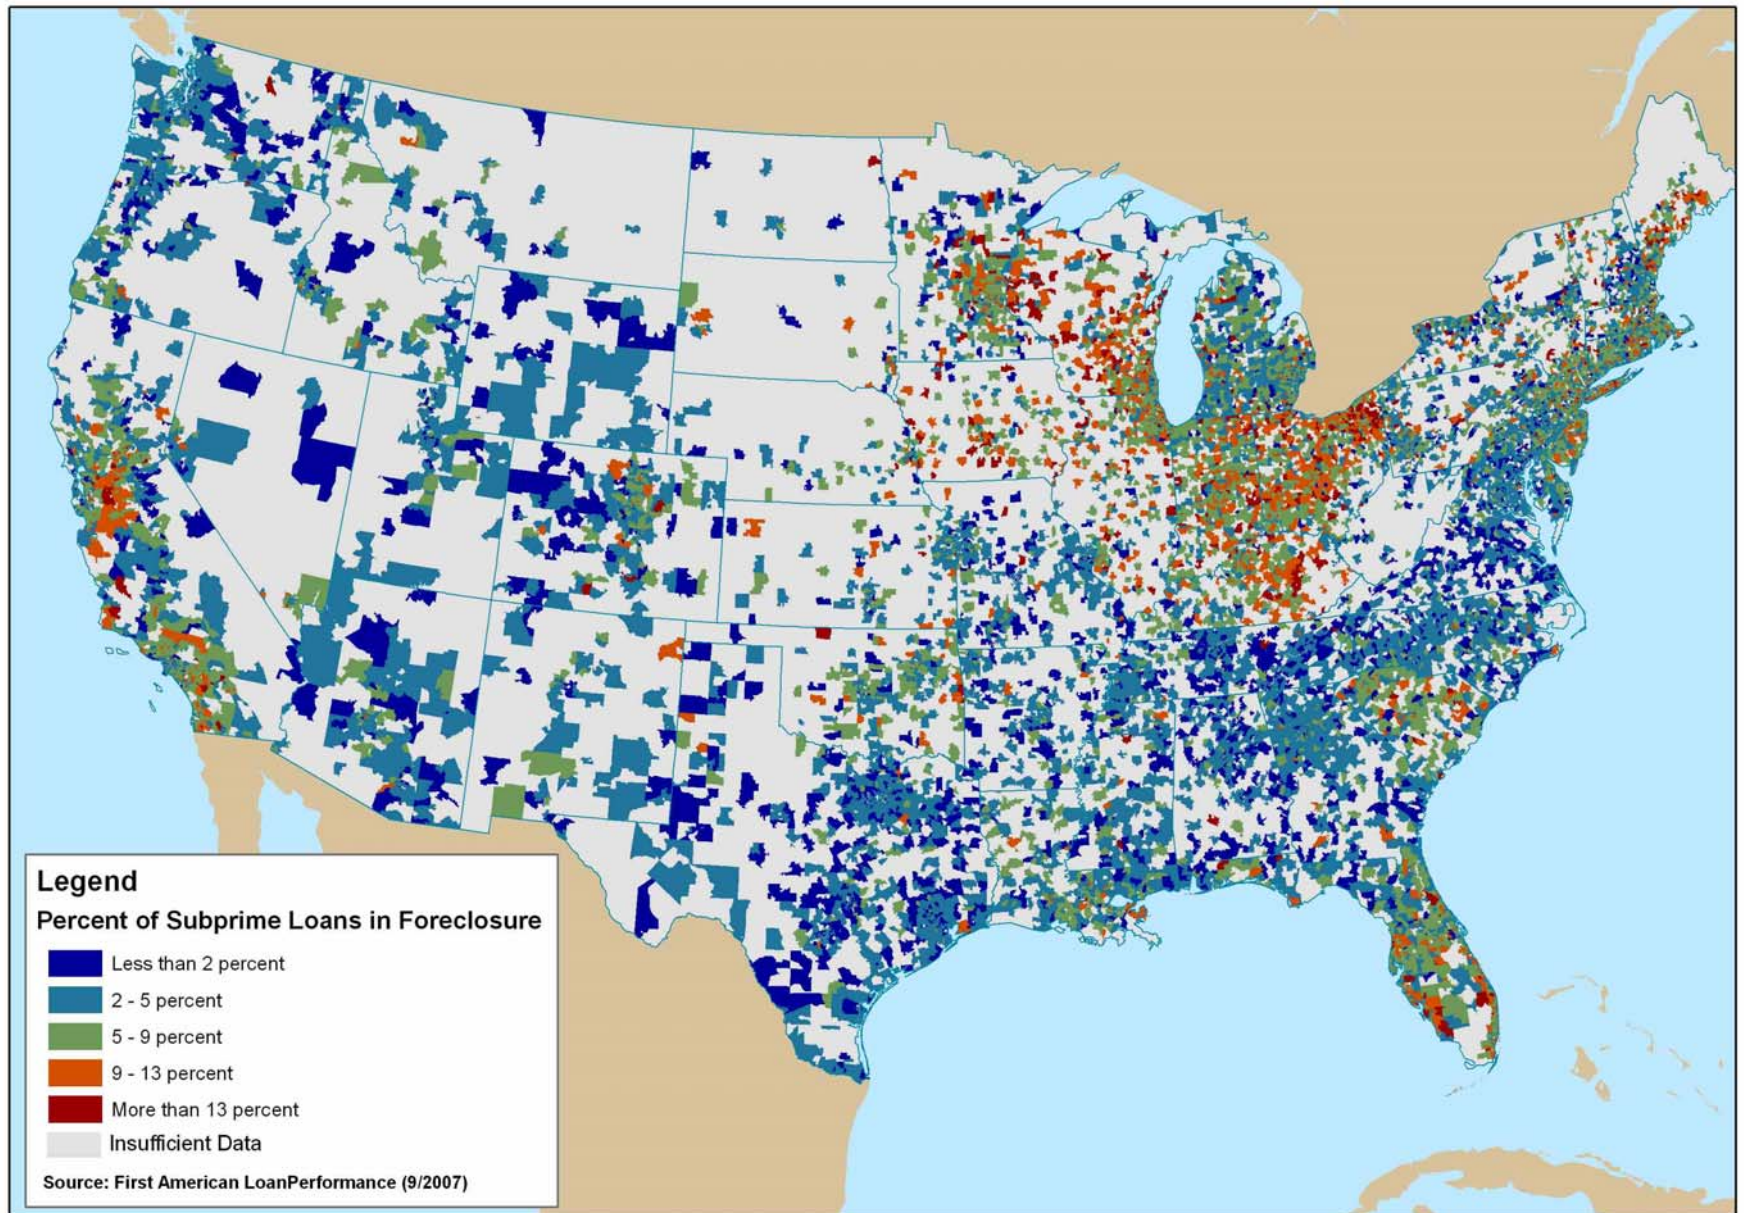 Legend
Percent of Subprime Loans in Foreclosure
Less than 2 percent
2 - 5 percent
5 - 9 percent
9 - 13 percent
More than 13 percent
Insufficient Data
Source: First American LoanPerformance (9/2007)